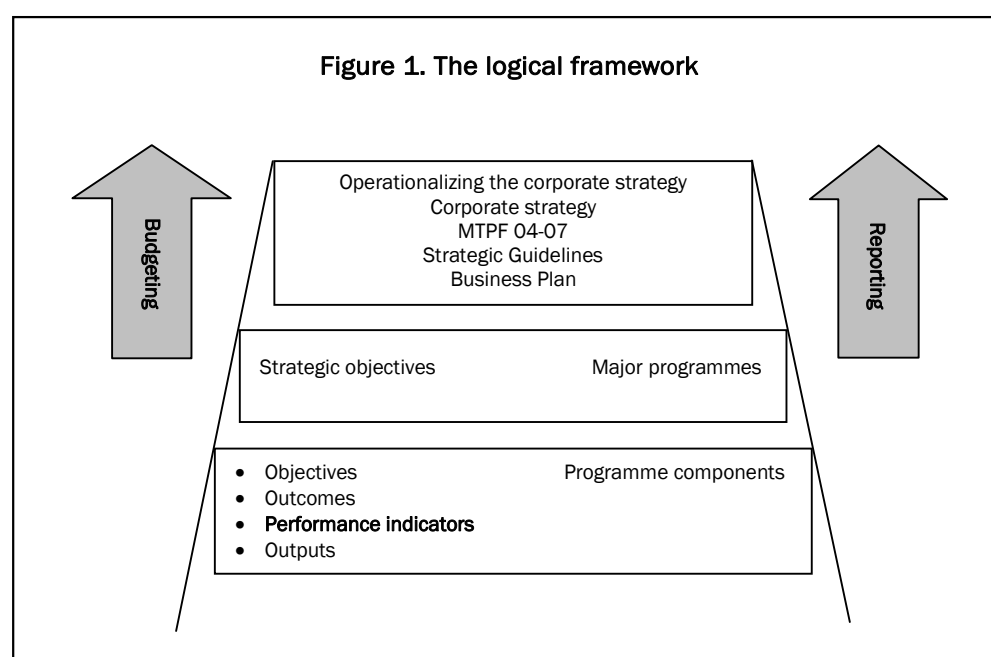 Figure 1. The logical framework
Budgeting
Reporting
Operationalizing the corporate strategy
Corporate strategy
MTPF 04-07
Strategic Guidelines
Business Plan
Strategic objectives Major programmes
• Objectives Programme components
• Outcomes
• Performance indicators
• Outputs